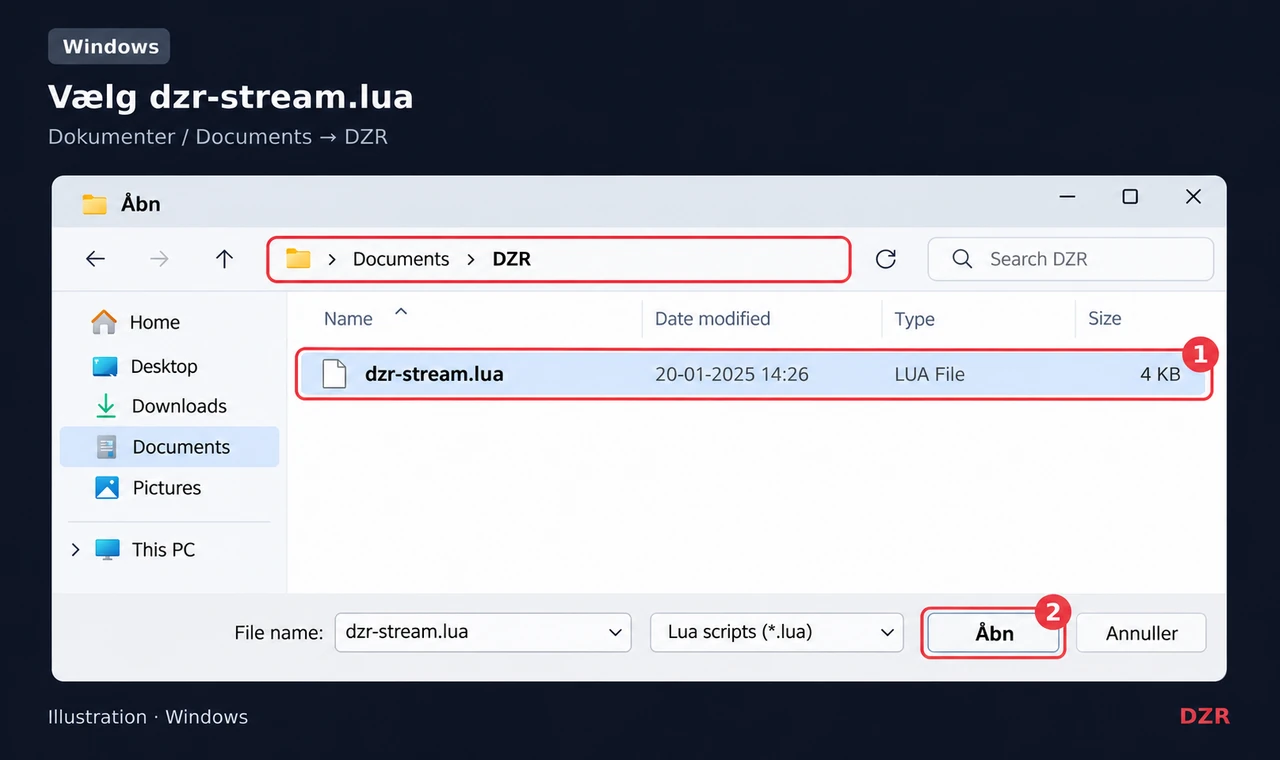 Windows
Vælg dzr-stream.lua
Dokumenter / Documents → DZR
Åbn
Documents > DZR
Search DZR
Home
Desktop
Downloads
Documents
Pictures
This PC
Name Date modified Type Size
1
dzr-stream.lua 20-01-2025 14:26 LUA File 4 KB
2
File name: dzr-stream.lua Lua scripts (*.lua) Åbn Annuller
Illustration · Windows
DZR